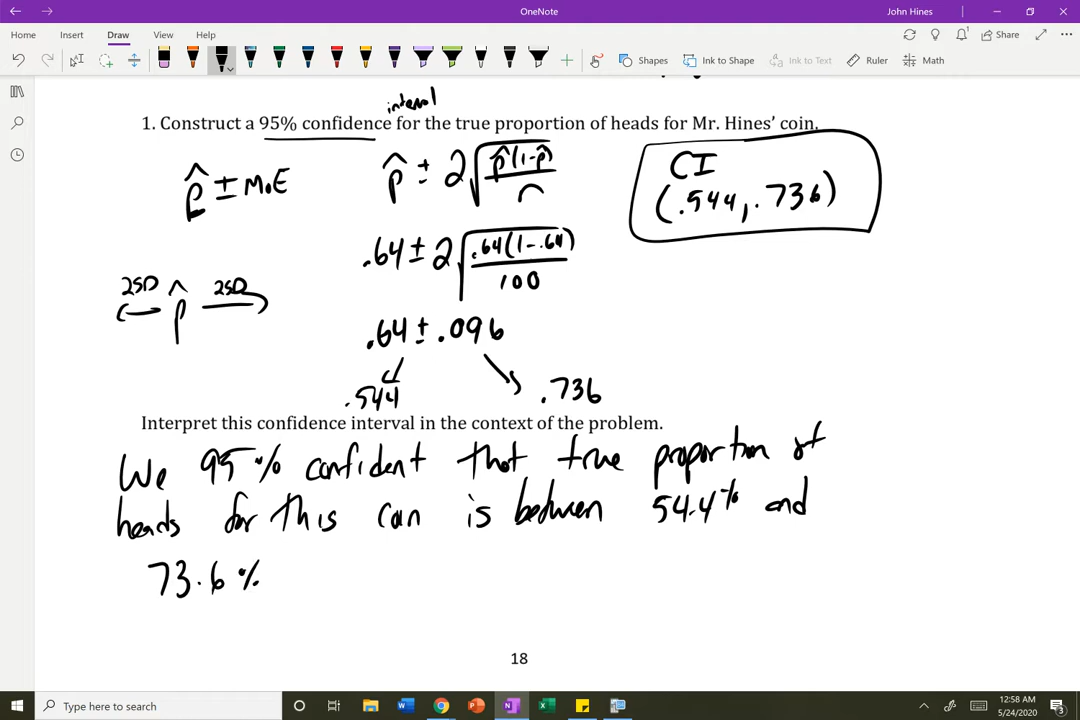 OneNote
John Hines
Home Insert Draw View Help
Share
Shapes Ink to Shape Ink to Text Ruler Math
interval
1. Construct a 95% confidence for the true proportion of heads for Mr. Hines' coin.
p̂ ± MoE
p̂ ± 2√(p̂(1-p̂)/n)
CI
(.544, .736)
.64 ± 2√(.64(1-.64)/100)
2SD p̂ 2SD
.64 ± .096
.544 .736
Interpret this confidence interval in the context of the problem.
We 95% confident that true proportion of
heads for this coin is between 54.4% and
73.6%
18
Type here to search
12:58 AM
5/24/2020
3